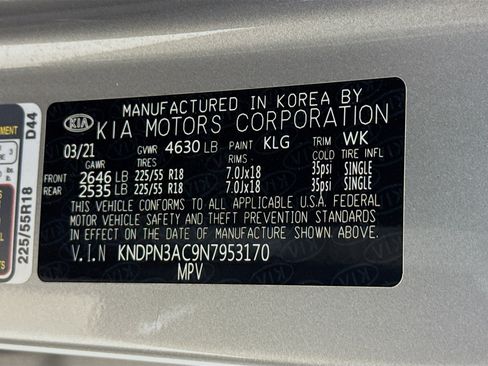 MANUFACTURED IN KOREA BY
KIA KIA MOTORS CORPORATION
03/21 GVWR 4630 LB PAINT KLG TRIM WK
GAWR TIRES RIMS COLD TIRE INFL
FRONT 2646 LB 225/55 R18 7.0Jx18 35psi SINGLE
REAR 2535 LB 225/55 R18 7.0Jx18 35psi SINGLE
THIS VEHICLE CONFORMS TO ALL APPLICABLE U.S.A. FEDERAL
MOTOR VEHICLE SAFETY AND THEFT PREVENTION STANDARDS
IN EFFECT ON THE DATE OF MANUFACTURE SHOWN ABOVE.
V.I.N KNDPN3AC9N7953170
MPV
D44
225/55R18